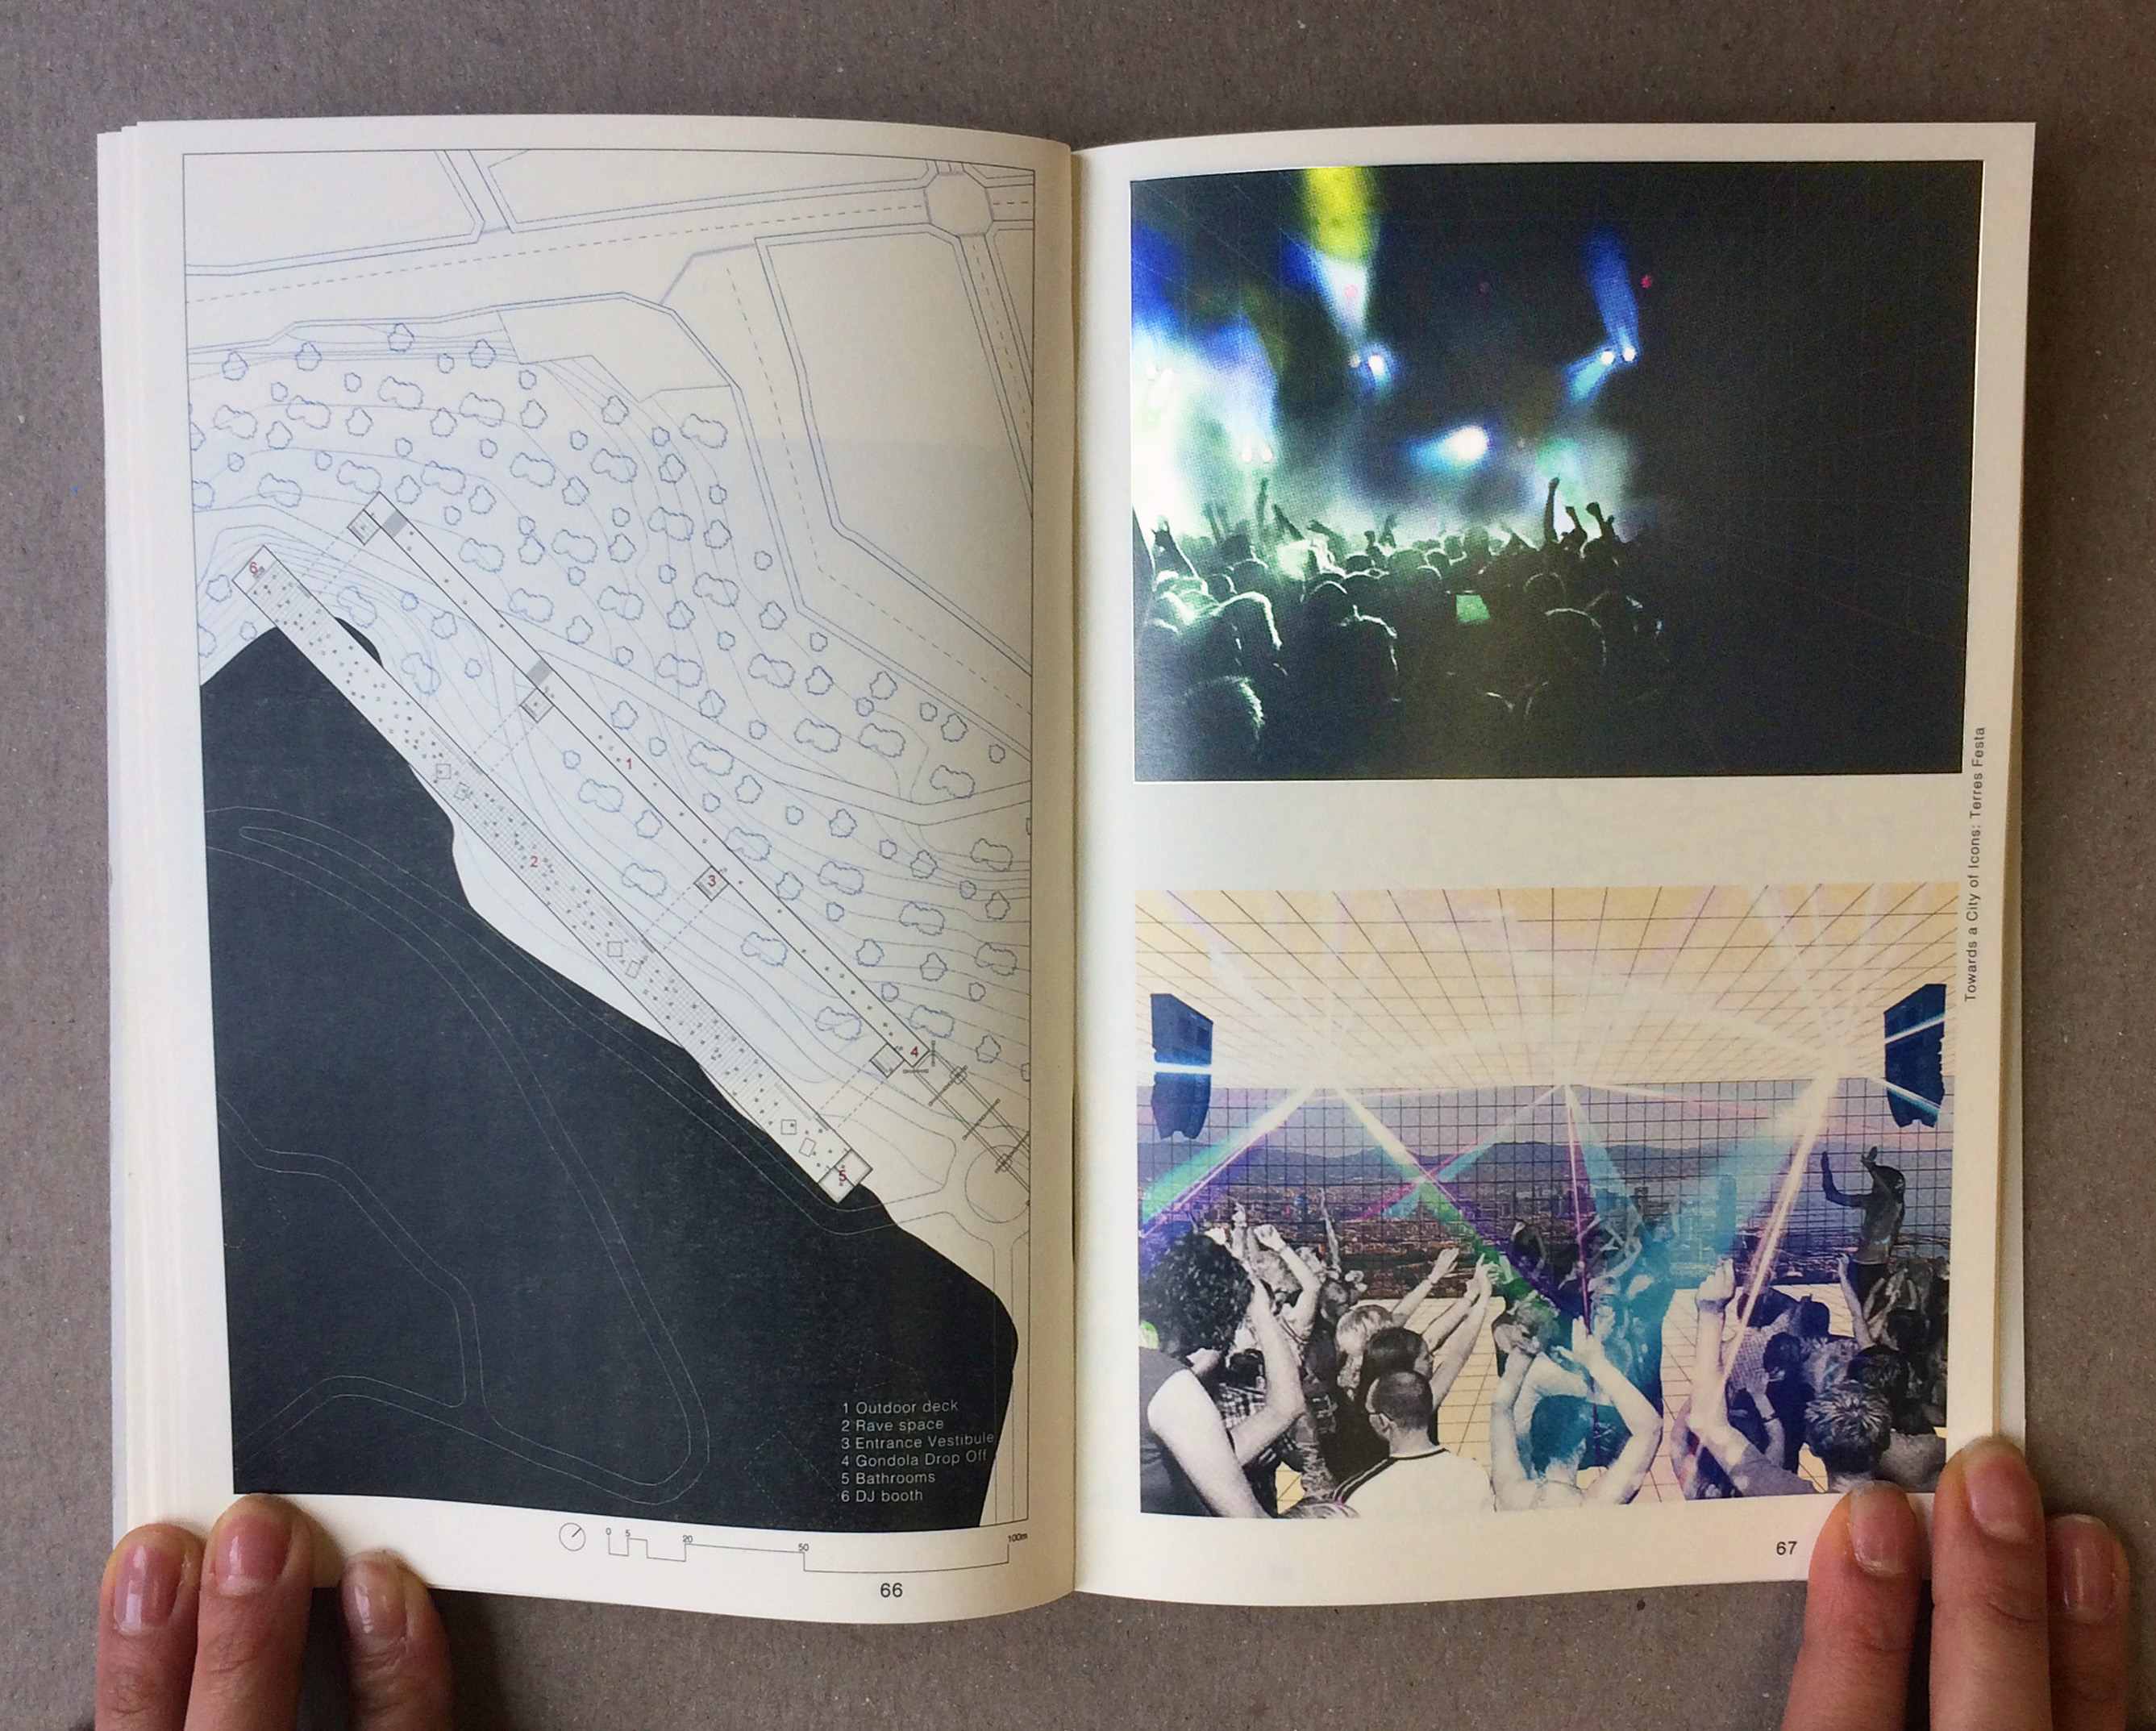 6
1
2
3
4
5
1 Outdoor deck
2 Rave space
3 Entrance Vestibule
4 Gondola Drop Off
5 Bathrooms
6 DJ booth
0 5 20 50 100m
66
Towards a City of Icons: Terres Festa
67